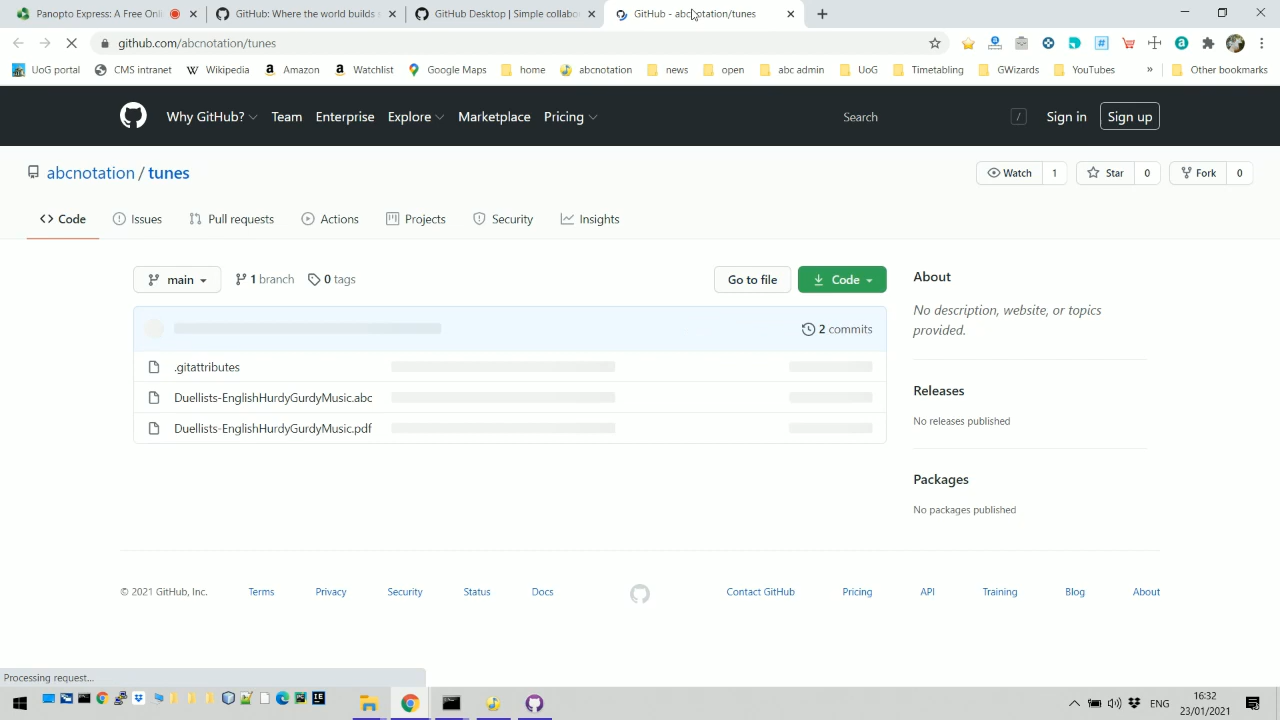 Panopto Express: A Free Onli
GitHub: Where the world builds s
GitHub Desktop | Simple collabo
GitHub - abcnotation/tunes
github.com/abcnotation/tunes
UoG portal
CMS intranet
Wikipedia
Amazon
Watchlist
Google Maps
home
abcnotation
news
open
abc admin
UoG
Timetabling
GWizards
YouTubes
»
Other bookmarks
Why GitHub?
Team
Enterprise
Explore
Marketplace
Pricing
Search
/
Sign in
Sign up
abcnotation / tunes
Watch 1
Star 0
Fork 0
Code
Issues
Pull requests
Actions
Projects
Security
Insights
main
1 branch
0 tags
Go to file
Code
About
No description, website, or topics
provided.
2 commits
.gitattributes
Duellists-EnglishHurdyGurdyMusic.abc
Duellists-EnglishHurdyGurdyMusic.pdf
Releases
No releases published
Packages
No packages published
© 2021 GitHub, Inc.
Terms
Privacy
Security
Status
Docs
Contact GitHub
Pricing
API
Training
Blog
About
Processing request...
ENG
16:32
23/01/2021